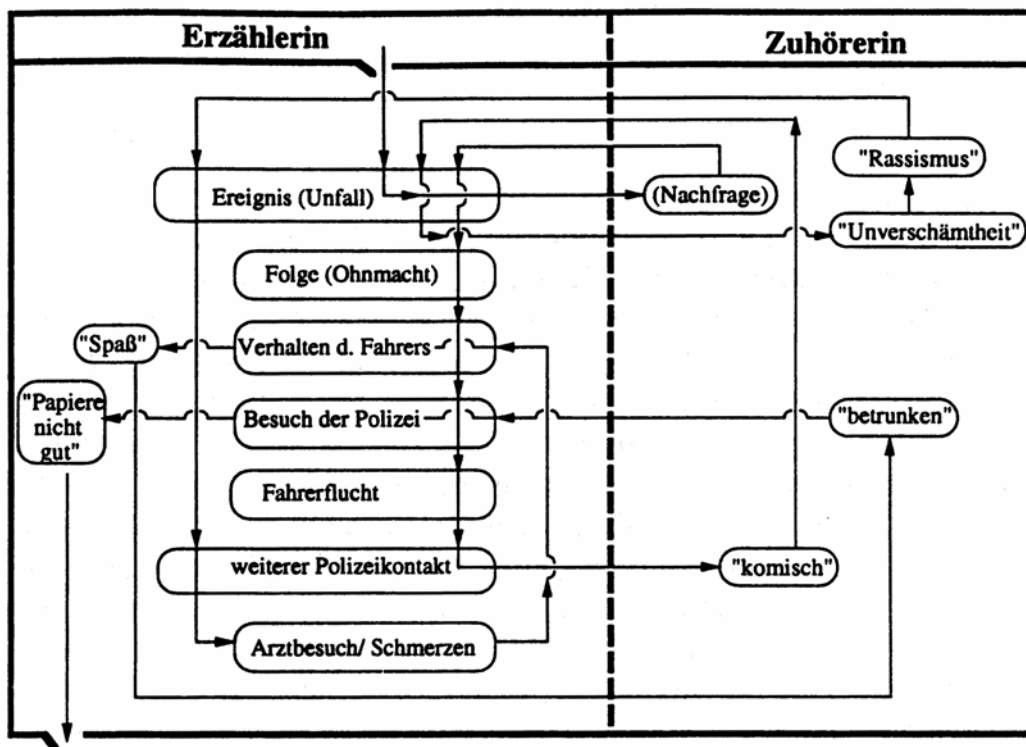 Erzählerin
Zuhörerin
"Rassismus"
Ereignis (Unfall)
(Nachfrage)
"Unverschämtheit"
Folge (Ohnmacht)
"Spaß"
Verhalten d. Fahrers
"Papiere
nicht
gut"
Besuch der Polizei
"betrunken"
Fahrerflucht
weiterer Polizeikontakt
"komisch"
Arztbesuch/ Schmerzen